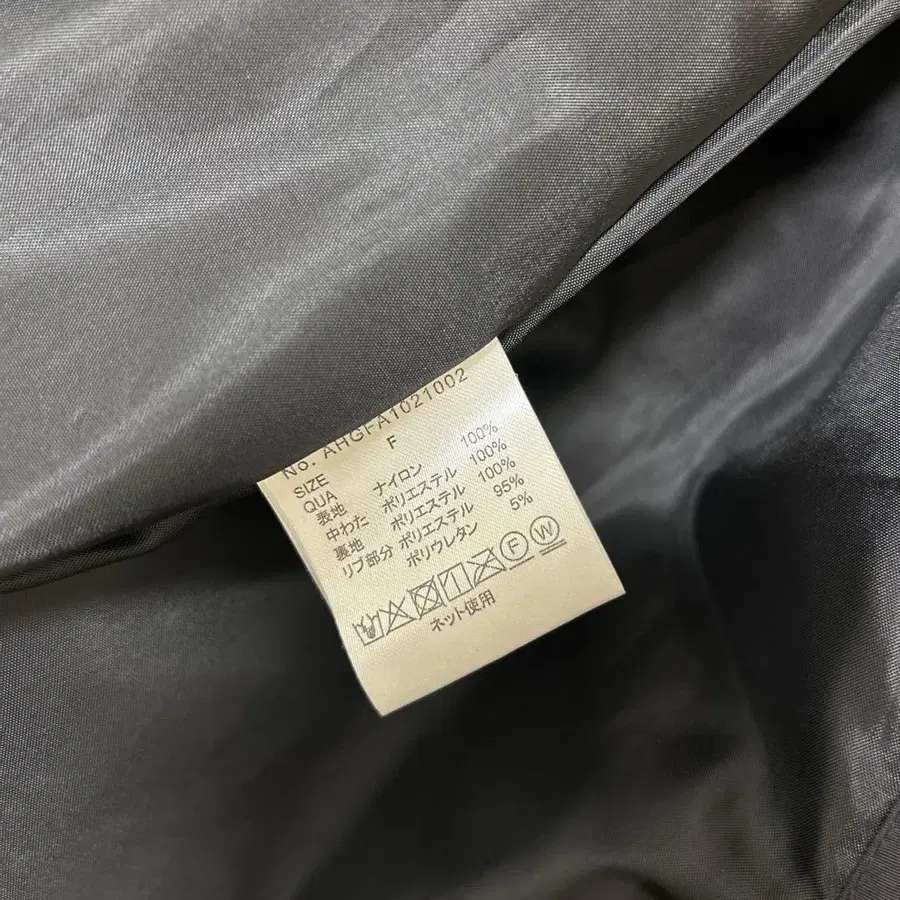 No. AHGFA1021002
SIZE F
QUA
表地 ナイロン 100%
中わた ポリエステル 100%
裏地 ポリエステル 100%
リブ部分 ポリエステル 95%
ポリウレタン 5%
F W
ネット使用